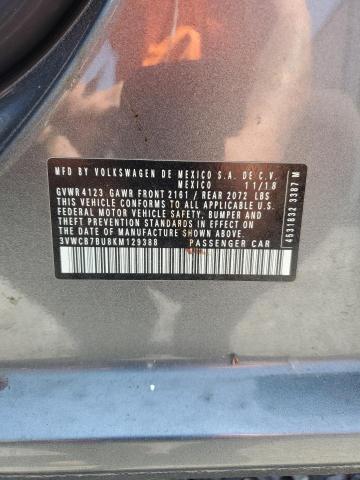 MFD BY VOLKSWAGEN DE MEXICO S.A. DE C.V.
MEXICO 11/18
GVWR 4123 GAWR FRONT 2161 / REAR 2072 LBS
THIS VEHICLE CONFORMS TO ALL APPLICABLE U.S.
FEDERAL MOTOR VEHICLE SAFETY, BUMPER AND
THEFT PREVENTION STANDARDS IN EFFECT ON THE
DATE OF MANUFACTURE SHOWN ABOVE
3VWCB7BU8KM129388 PASSENGER CAR
4531832 3387 M